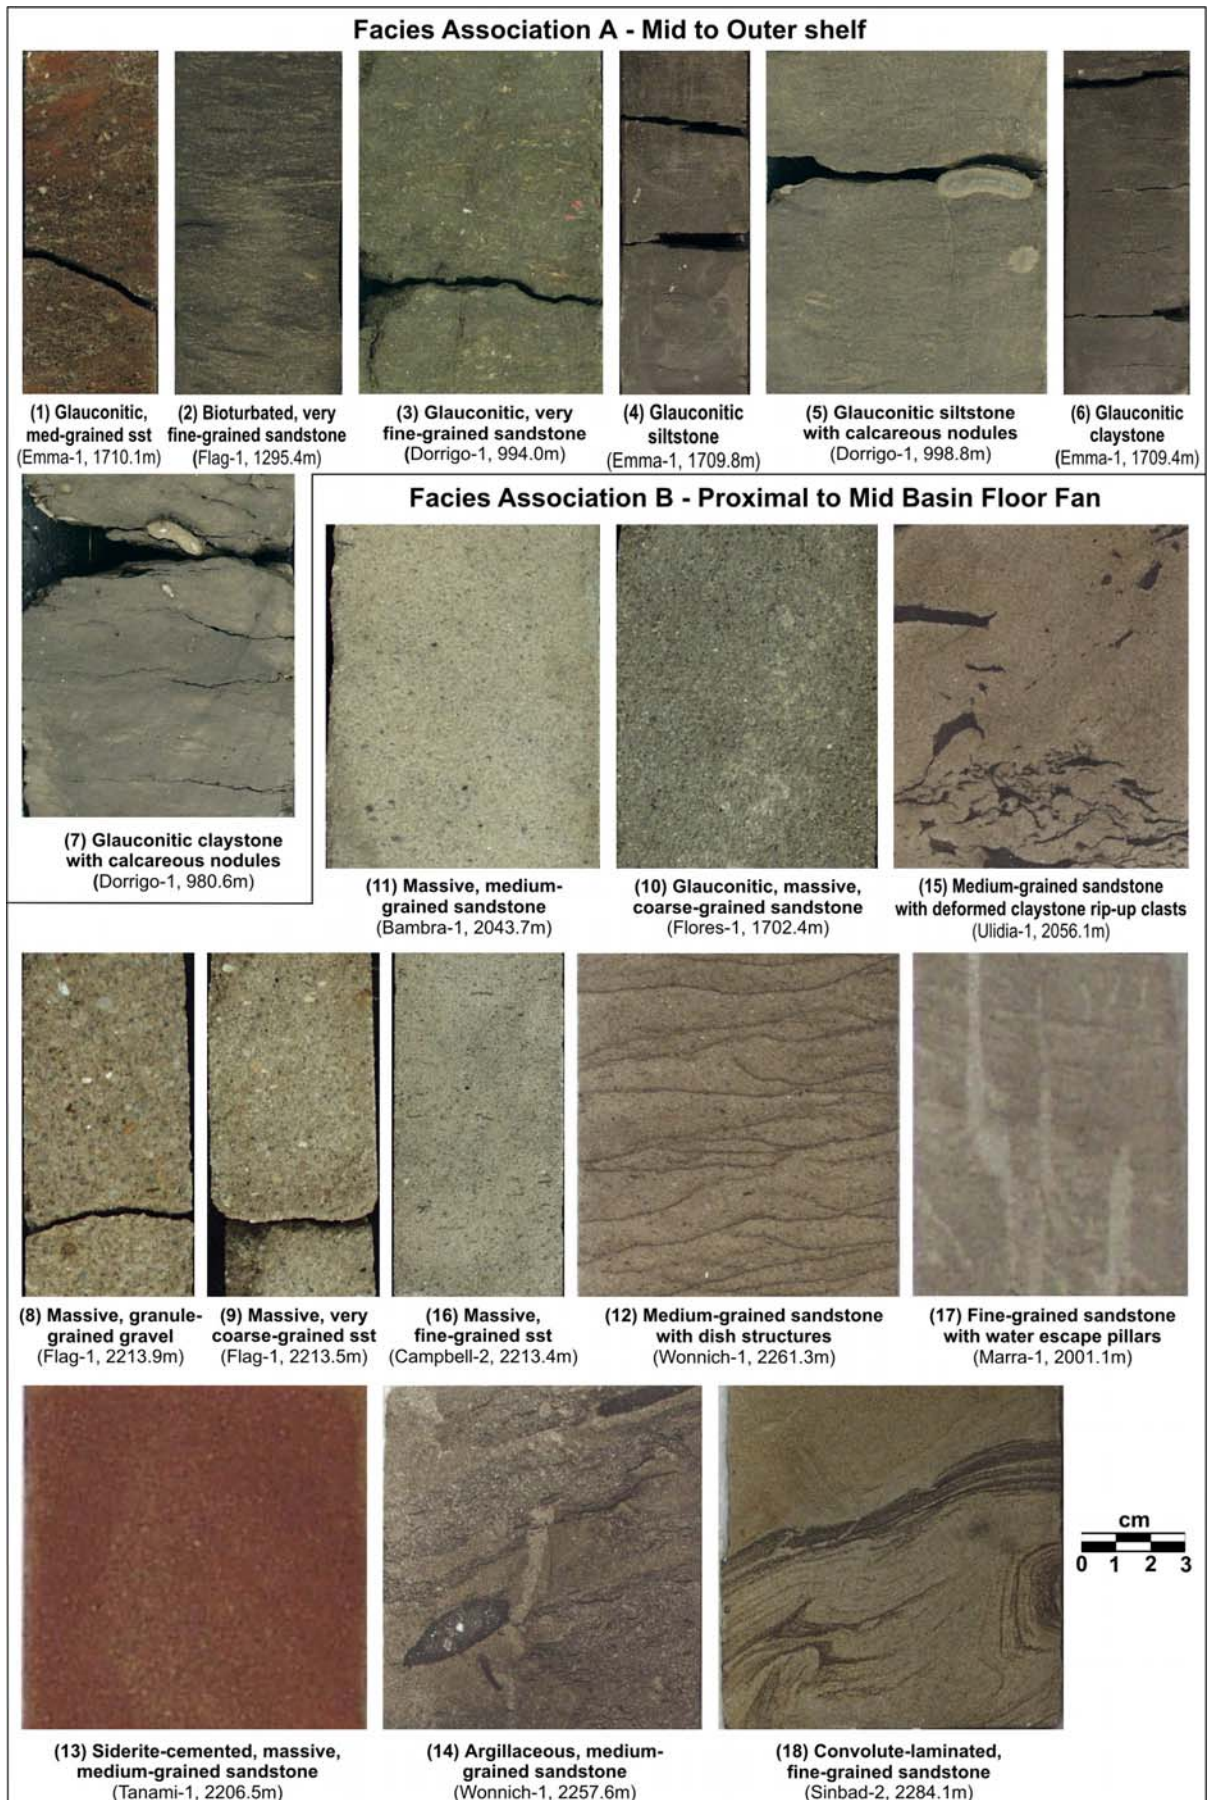 Facies Association A - Mid to Outer shelf
(1) Glauconitic,
med-grained sst
(Emma-1, 1710.1m)
(2) Bioturbated, very
fine-grained sandstone
(Flag-1, 1295.4m)
(3) Glauconitic, very
fine-grained sandstone
(Dorrigo-1, 994.0m)
(4) Glauconitic
siltstone
(Emma-1, 1709.8m)
(5) Glauconitic siltstone
with calcareous nodules
(Dorrigo-1, 998.8m)
(6) Glauconitic
claystone
(Emma-1, 1709.4m)
(7) Glauconitic claystone
with calcareous nodules
(Dorrigo-1, 980.6m)
Facies Association B - Proximal to Mid Basin Floor Fan
(11) Massive, medium-
grained sandstone
(Bambra-1, 2043.7m)
(10) Glauconitic, massive,
coarse-grained sandstone
(Flores-1, 1702.4m)
(15) Medium-grained sandstone
with deformed claystone rip-up clasts
(Ulidia-1, 2056.1m)
(8) Massive, granule-
grained gravel
(Flag-1, 2213.9m)
(9) Massive, very
coarse-grained sst
(Flag-1, 2213.5m)
(16) Massive,
fine-grained sst
(Campbell-2, 2213.4m)
(12) Medium-grained sandstone
with dish structures
(Wonnich-1, 2261.3m)
(17) Fine-grained sandstone
with water escape pillars
(Marra-1, 2001.1m)
(13) Siderite-cemented, massive,
medium-grained sandstone
(Tanami-1, 2206.5m)
(14) Argillaceous, medium-
grained sandstone
(Wonnich-1, 2257.6m)
(18) Convolute-laminated,
fine-grained sandstone
(Sinbad-2, 2284.1m)
cm
0 1 2 3